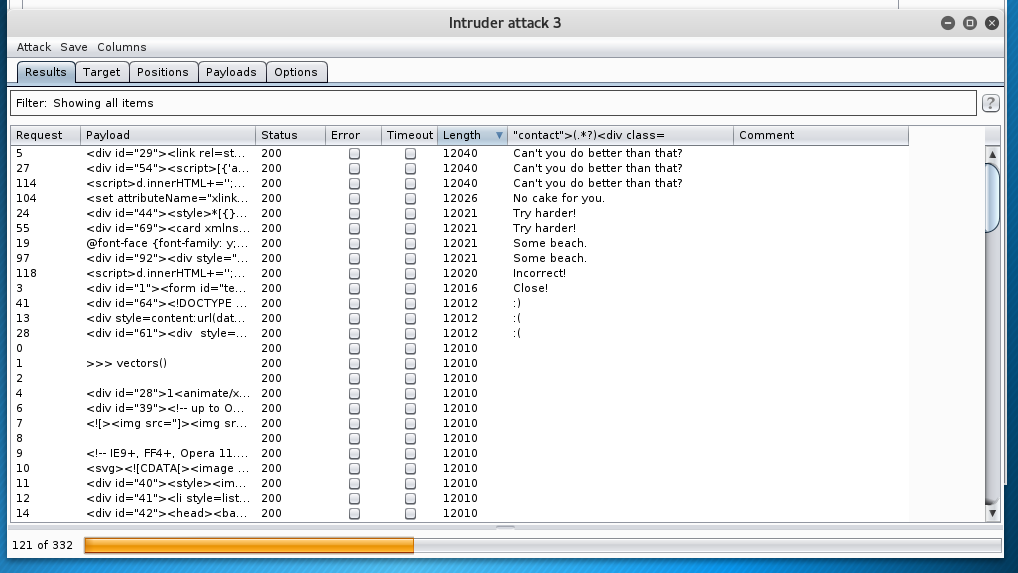 Intruder attack 3
Attack Save Columns
Results Target Positions Payloads Options
Filter: Showing all items ?
Request Payload Status Error Timeout Length "contact">(.*?)<div class= Comment
5 <div id="29"><link rel=st... 200 12040 Can't you do better than that?
27 <div id="54"><script>[{'a... 200 12040 Can't you do better than that?
114 <script>d.innerHTML+='';... 200 12040 Can't you do better than that?
104 <set attributeName="xlink... 200 12026 No cake for you.
24 <div id="44"><style>*[{}... 200 12021 Try harder!
55 <div id="69"><card xmlns... 200 12021 Try harder!
19 @font-face {font-family: y;... 200 12021 Some beach.
97 <div id="92"><div style="... 200 12021 Some beach.
118 <script>d.innerHTML+='';... 200 12020 Incorrect!
3 <div id="1"><form id="te... 200 12016 Close!
41 <div id="64"><!DOCTYPE ... 200 12012 :)
13 <div style=content:url(dat... 200 12012 :(
28 <div id="61"><div  style=... 200 12012 :(
0 200 12010
1 >>> vectors() 200 12010
2 200 12010
4 <div id="28">1<animate/x... 200 12010
6 <div id="39"><!-- up to O... 200 12010
7 <![><img src="]><img sr... 200 12010
8 200 12010
9 <!-- IE9+, FF4+, Opera 11.... 200 12010
10 <svg><![CDATA[><image ... 200 12010
11 <div id="40"><style><im... 200 12010
12 <div id="41"><li style=list... 200 12010
14 <div id="42"><head><ba... 200 12010
121 of 332